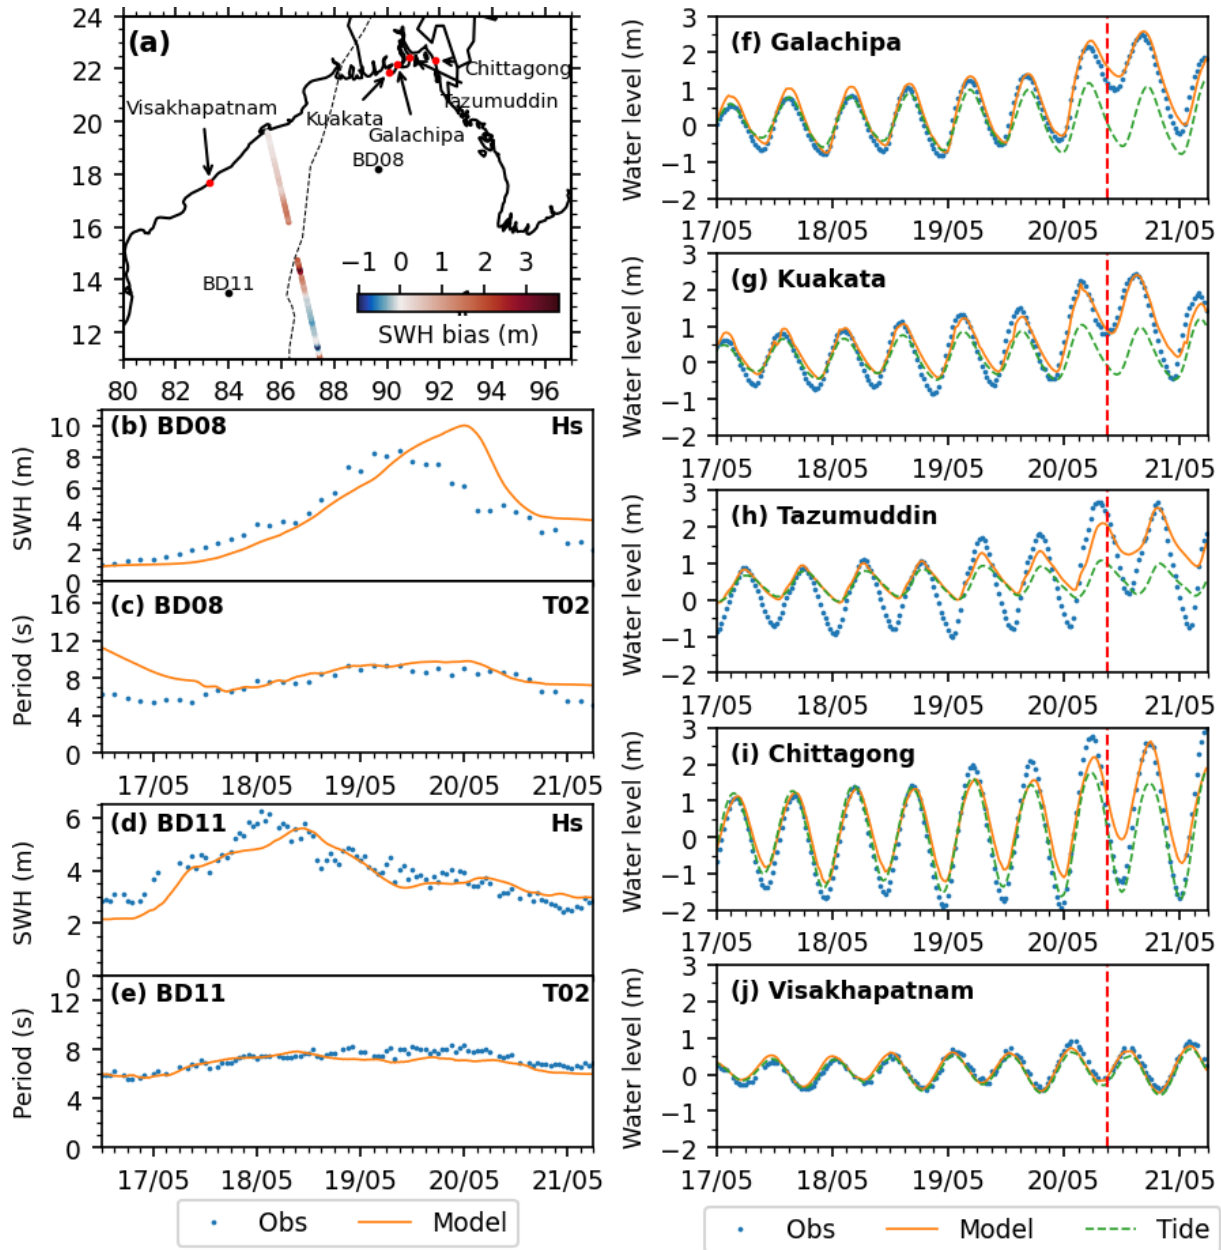 (a)
24
22
20
18
16
14
12
Visakhapatnam
Chittagong
Tazumuddin
Kuakata
Galachipa
BD08
BD11
−1 0 1 2 3
SWH bias (m)
80 82 84 86 88 90 92 94 96
(b) BD08 Hs
SWH (m)
10
8
6
4
2
0
(c) BD08 T02
Period (s)
16
12
8
4
0
17/05 18/05 19/05 20/05 21/05
(d) BD11 Hs
SWH (m)
6
4
2
0
(e) BD11 T02
Period (s)
12
8
4
0
17/05 18/05 19/05 20/05 21/05
Obs Model
(f) Galachipa
Water level (m)
3
2
1
0
−1
−2
17/05 18/05 19/05 20/05 21/05
(g) Kuakata
Water level (m)
3
2
1
0
−1
−2
17/05 18/05 19/05 20/05 21/05
(h) Tazumuddin
Water level (m)
3
2
1
0
−1
−2
17/05 18/05 19/05 20/05 21/05
(i) Chittagong
Water level (m)
3
2
1
0
−1
−2
17/05 18/05 19/05 20/05 21/05
(j) Visakhapatnam
Water level (m)
3
2
1
0
−1
−2
17/05 18/05 19/05 20/05 21/05
Obs Model Tide